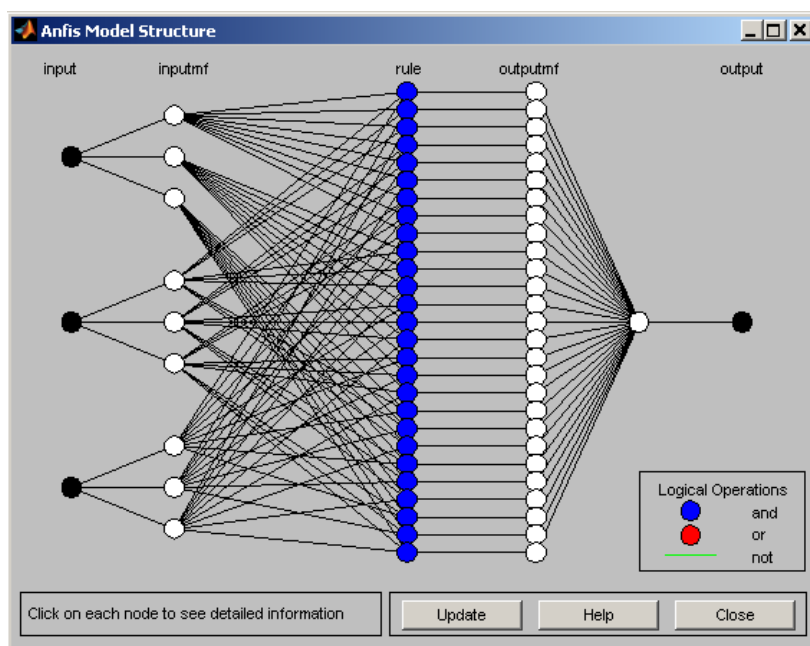 Anfis Model Structure
input inputmf rule outputmf output
Logical Operations
and
or
not
Click on each node to see detailed information
Update Help Close